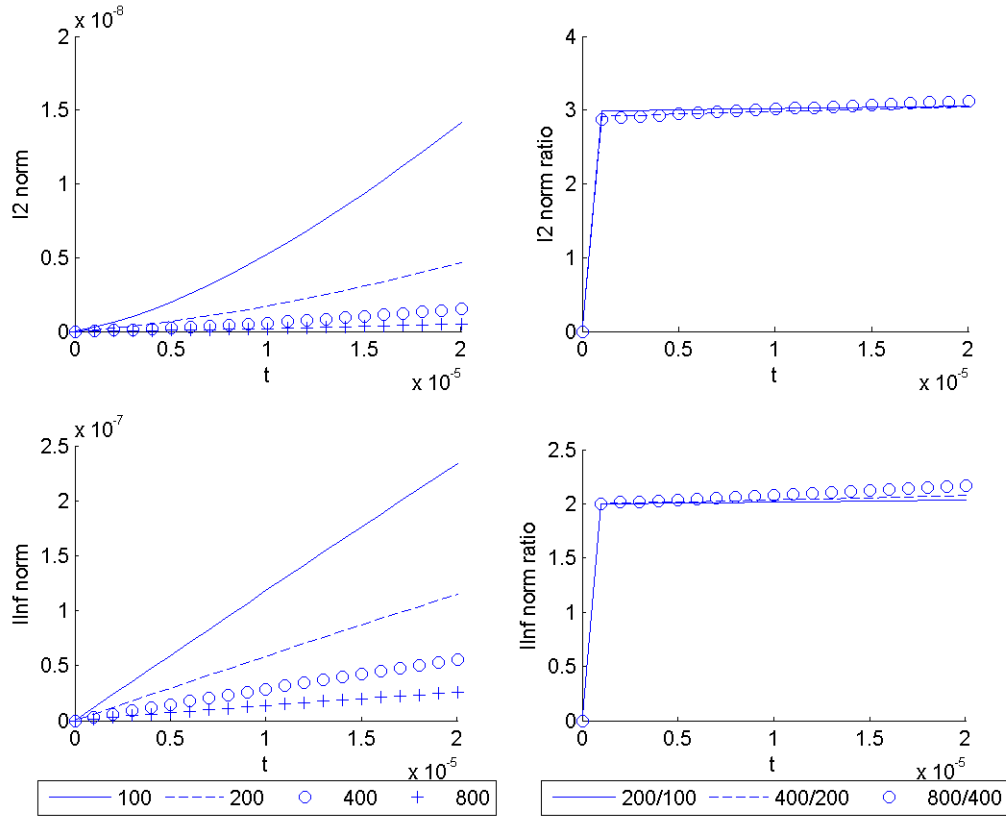 x 10-8
2
1.5
1
0.5
0
l2 norm
0 0.5 1 1.5 2
t
x 10-5
4
3
2
1
0
l2 norm ratio
0 0.5 1 1.5 2
t
x 10-5
x 10-7
2.5
2
1.5
1
0.5
0
lInf norm
0 0.5 1 1.5 2
t
x 10-5
2.5
2
1.5
1
0.5
0
lInf norm ratio
0 0.5 1 1.5 2
t
x 10-5
100 200 400 800
200/100 400/200 800/400